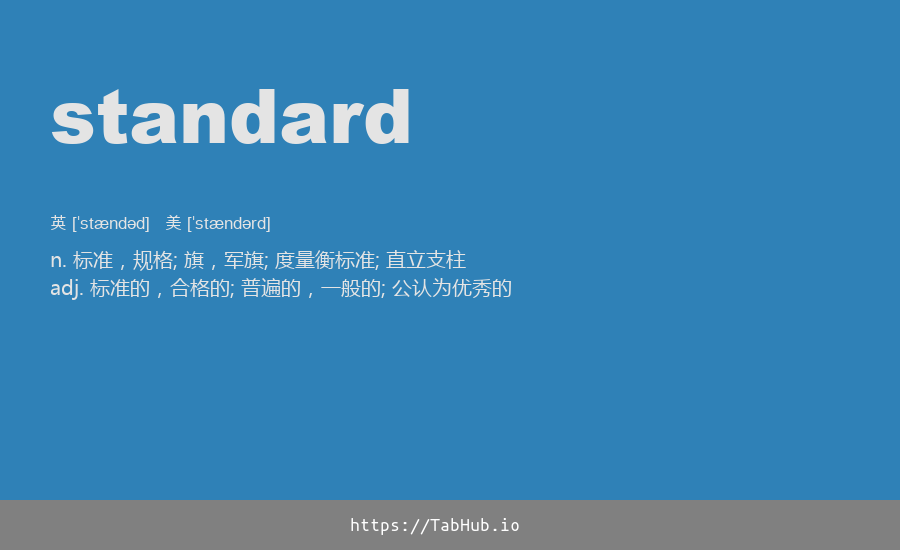 standard
英 ['stændəd] 美 ['stændərd]
n. 标准，规格; 旗，军旗; 度量衡标准; 直立支柱
adj. 标准的，合格的; 普遍的，一般的; 公认为优秀的
https://TabHub.io